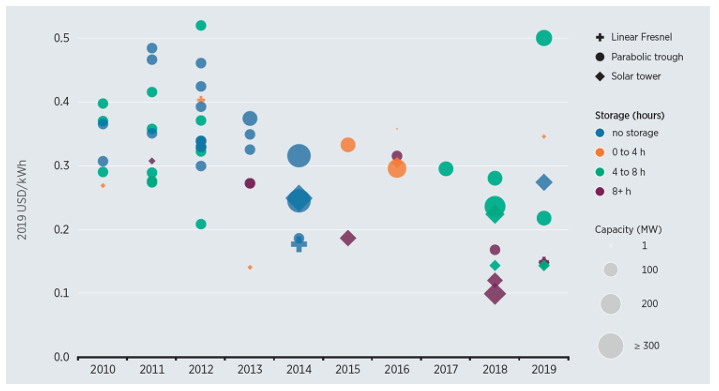 0.5
0.4
0.3
0.2
0.1
0.0
2019 USD/kWh
2010 2011 2012 2013 2014 2015 2016 2017 2018 2019
Linear Fresnel
Parabolic trough
Solar tower
Storage (hours)
no storage
0 to 4 h
4 to 8 h
8+ h
Capacity (MW)
1
100
200
≥ 300